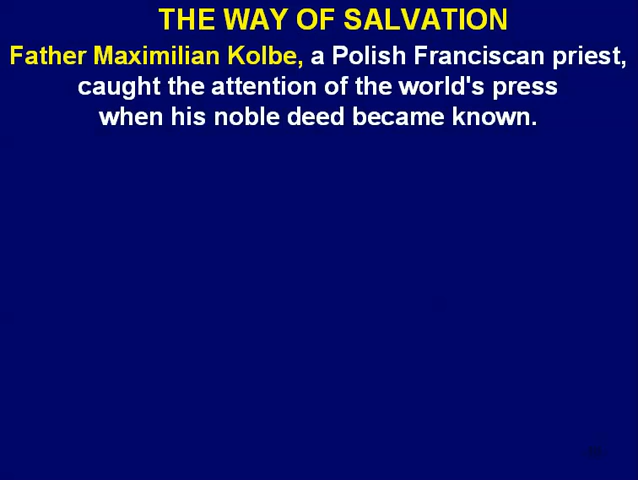 THE WAY OF SALVATION
Father Maximilian Kolbe, a Polish Franciscan priest,
caught the attention of the world's press
when his noble deed became known.